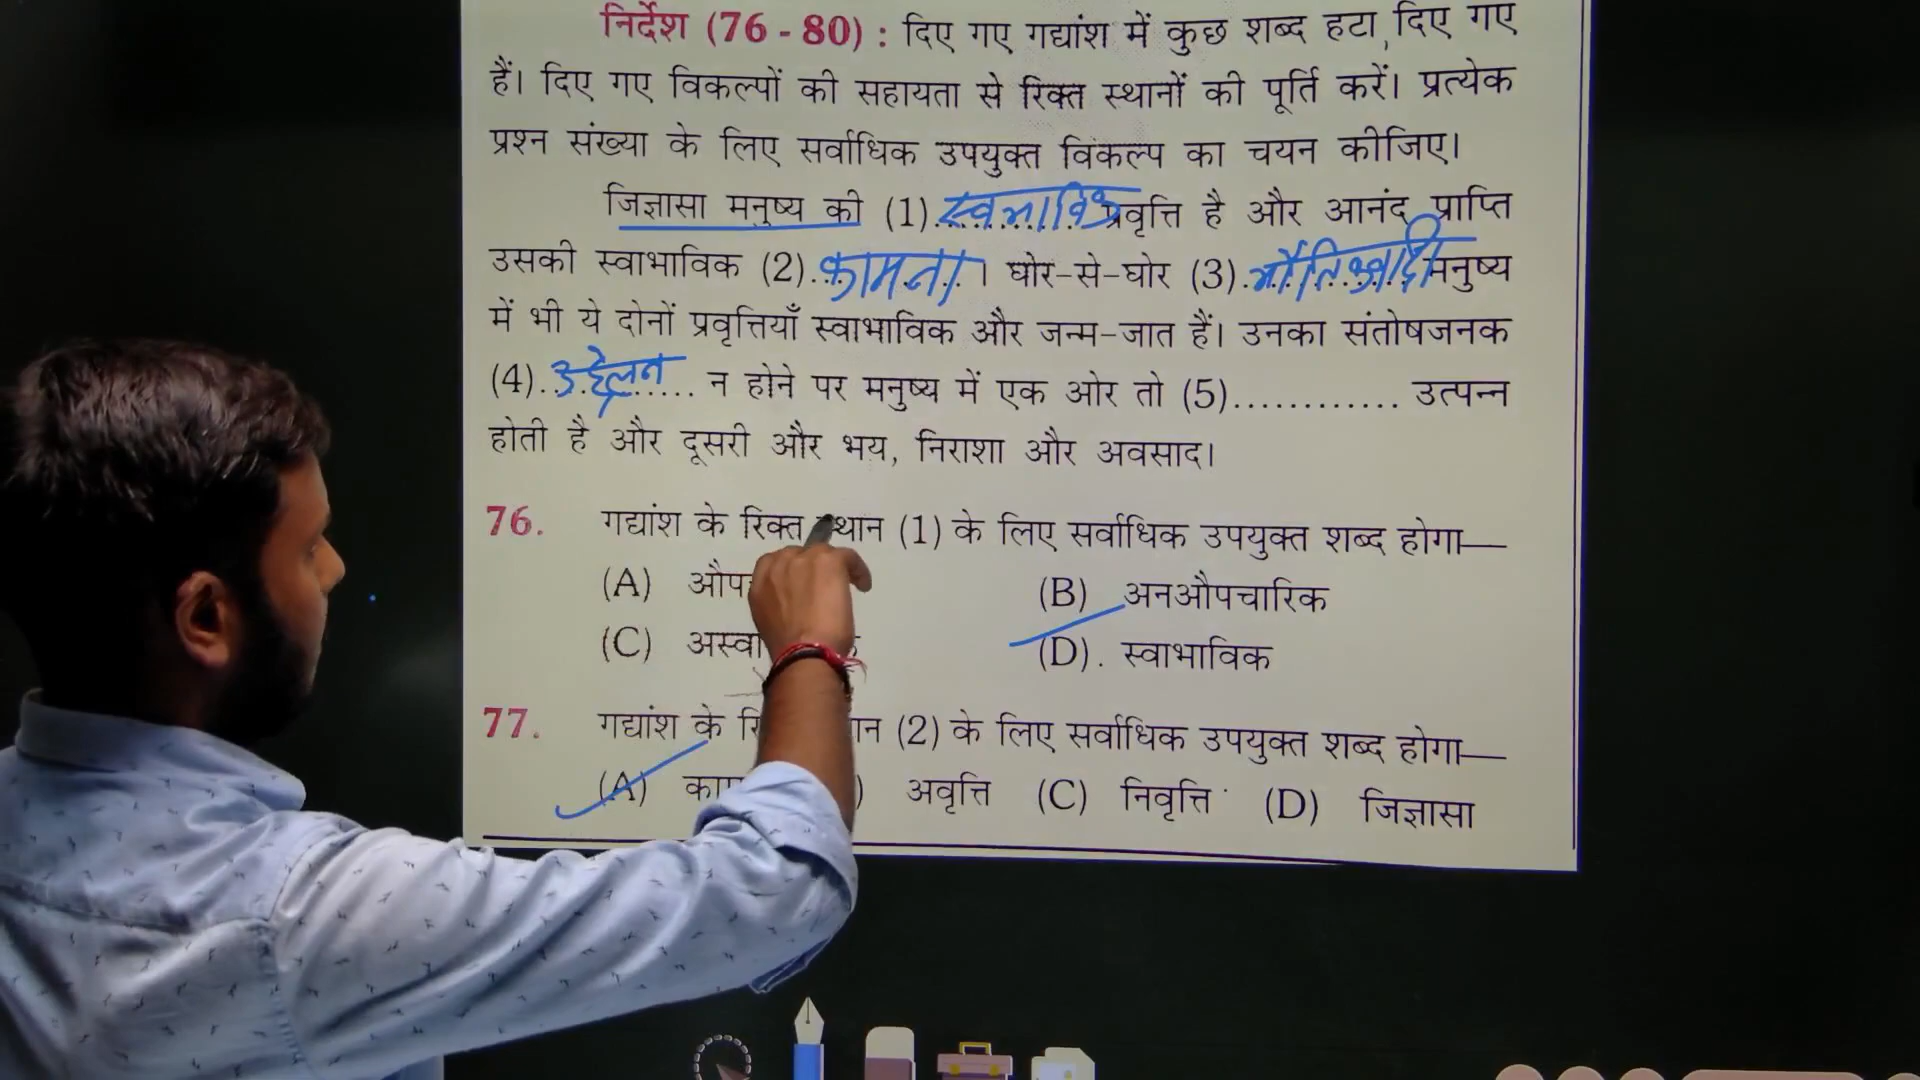 निर्देश (76 - 80) : दिए गए गद्यांश में कुछ शब्द हटा दिए गए
हैं। दिए गए विकल्पों की सहायता से रिक्त स्थानों की पूर्ति करें। प्रत्येक
प्रश्न संख्या के लिए सर्वाधिक उपयुक्त विकल्प का चयन कीजिए।
जिज्ञासा मनुष्य की (1) स्वभाविक प्रवृत्ति है और आनंद प्राप्ति
उसकी स्वाभाविक (2) कामना । घोर-से-घोर (3) भौतिकवादी मनुष्य
में भी ये दोनों प्रवृत्तियाँ स्वाभाविक और जन्म-जात हैं। उनका संतोषजनक
(4) ........ न होने पर मनुष्य में एक ओर तो (5)............ उत्पन्न
होती है और दूसरी और भय, निराशा और अवसाद।
76. गद्यांश के रिक्त स्थान (1) के लिए सर्वाधिक उपयुक्त शब्द होगा—
(A) (B) अनऔपचारिक
(C) (D). स्वाभाविक
77. गद्यांश के (2) के लिए सर्वाधिक उपयुक्त शब्द होगा—
(A) अवृत्ति (C) निवृत्ति (D) जिज्ञासा